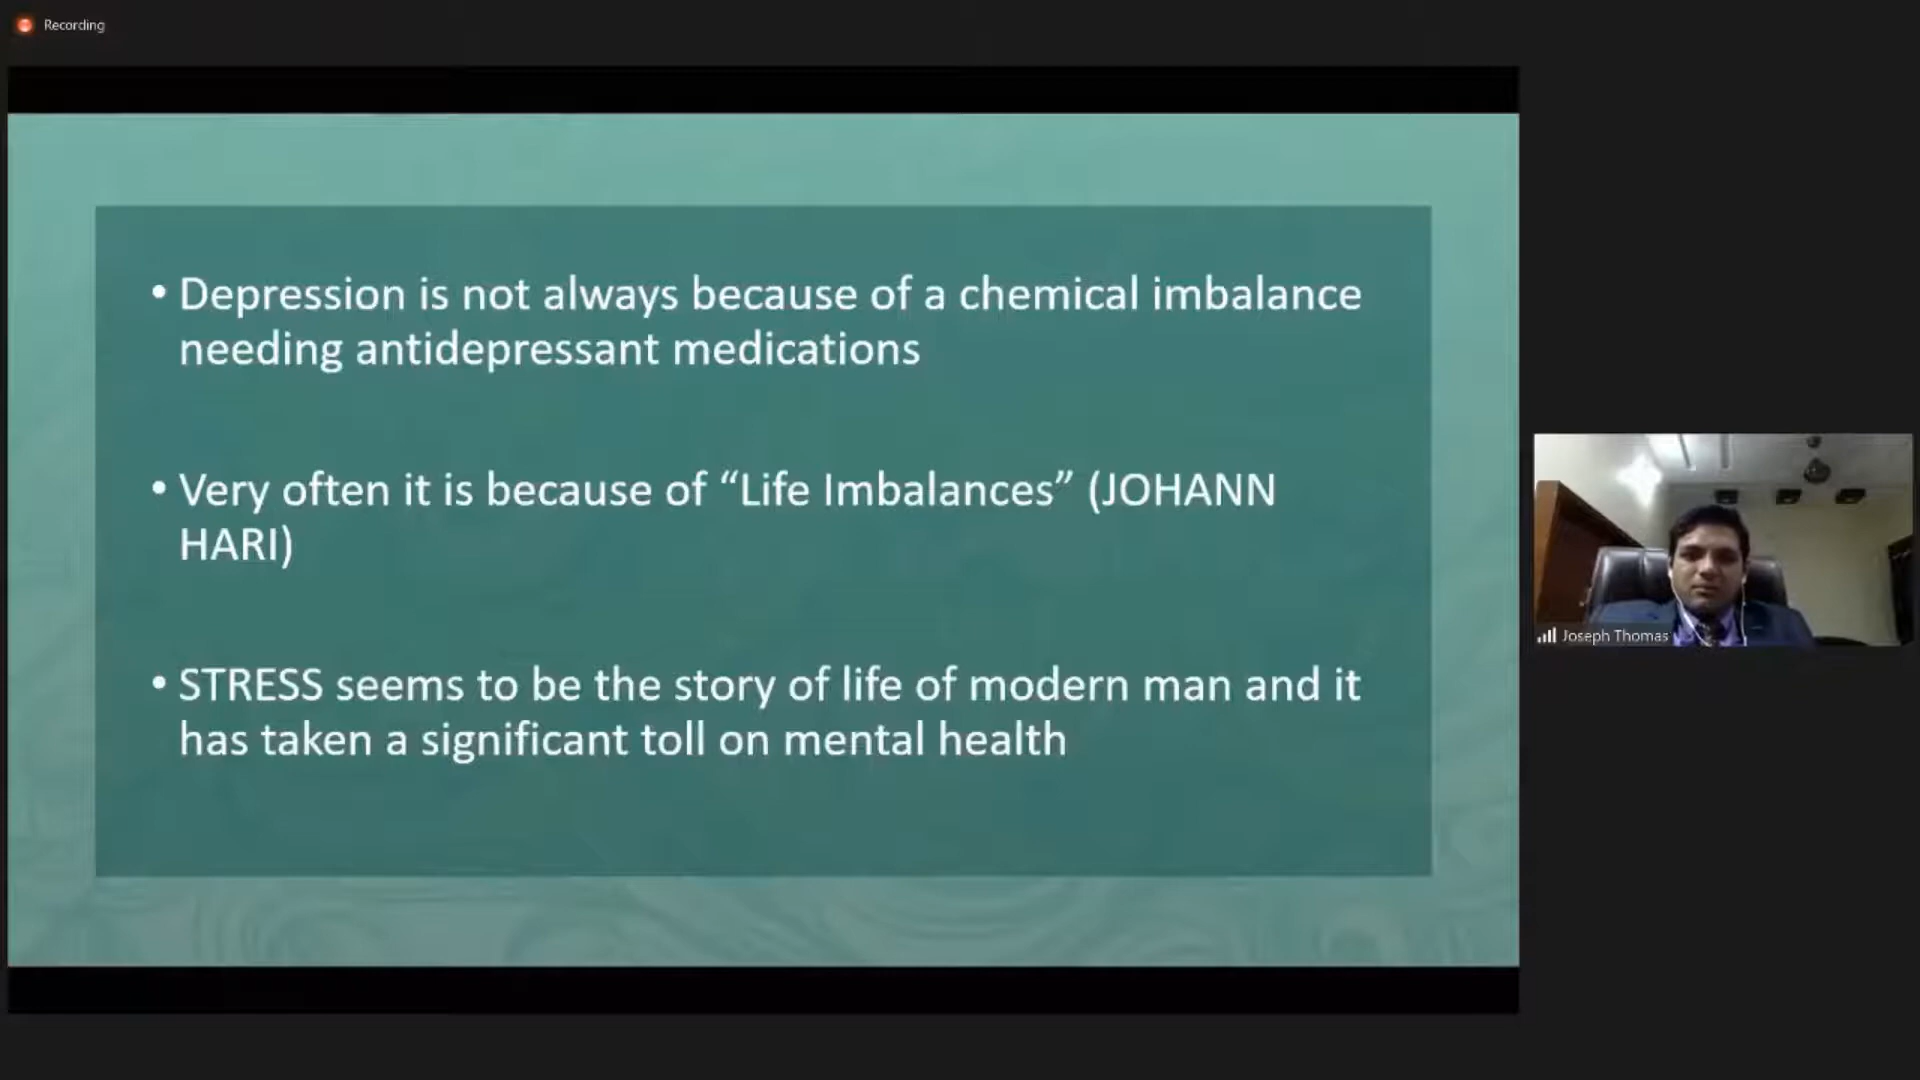 Recording
• Depression is not always because of a chemical imbalance
needing antidepressant medications
• Very often it is because of “Life Imbalances” (JOHANN
HARI)
• STRESS seems to be the story of life of modern man and it
has taken a significant toll on mental health
Joseph Thomas